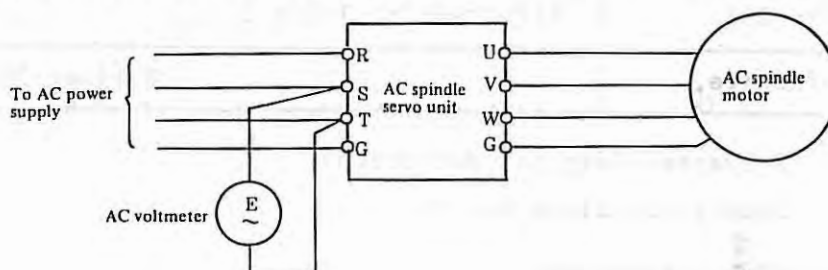 R
S
T
G
To AC power
supply
AC spindle
servo unit
U
V
W
G
AC spindle
motor
AC voltmeter
E
~